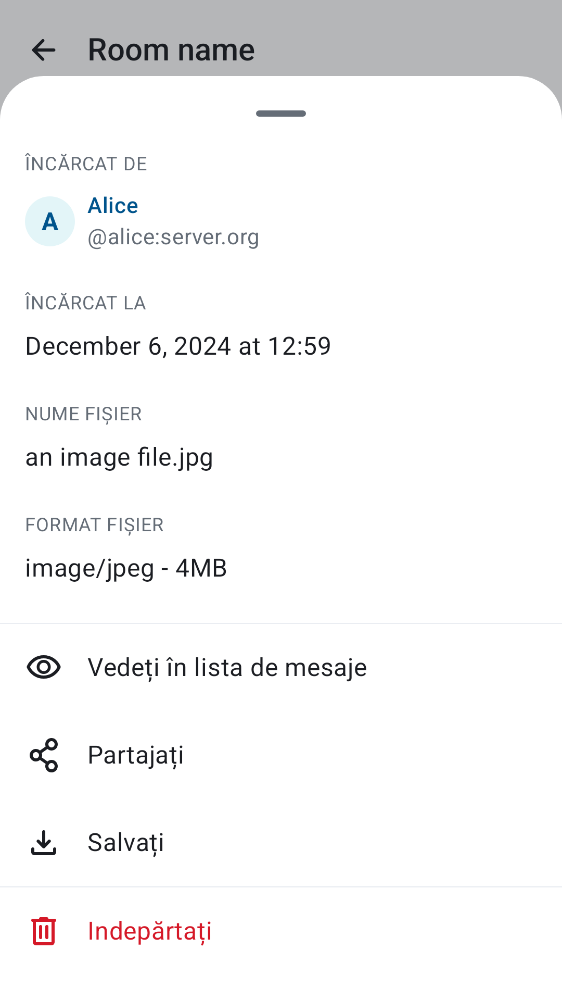 Room name
ÎNCĂRCAT DE
A
Alice
@alice:server.org
ÎNCĂRCAT LA
December 6, 2024 at 12:59
NUME FIȘIER
an image file.jpg
FORMAT FIȘIER
image/jpeg - 4MB
Vedeți în lista de mesaje
Partajați
Salvați
Indepărtați